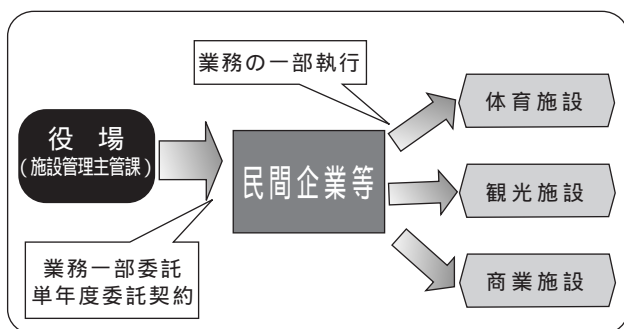 業務の一部執行
役場
(施設管理主管課)
民間企業等
体育施設
観光施設
商業施設
業務一部委託
単年度委託契約